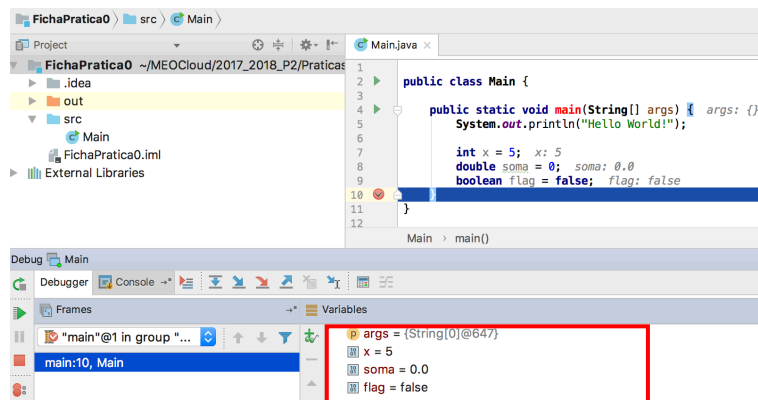 FichaPratica0 src Main
Project
Main.java
FichaPratica0 ~/MEOCloud/2017_2018_P2/Praticas
.idea
out
src
Main
FichaPratica0.iml
External Libraries
1
2 public class Main {
3
4 public static void main(String[] args) { args: {}
5 System.out.println("Hello World!");
6
7 int x = 5; x: 5
8 double soma = 0; soma: 0.0
9 boolean flag = false; flag: false
10 }
11 }
12
Main › main()
Debug Main
Debugger Console
Frames
Variables
"main"@1 in group "...
main:10, Main
args = {String[0]@647}
x = 5
soma = 0.0
flag = false